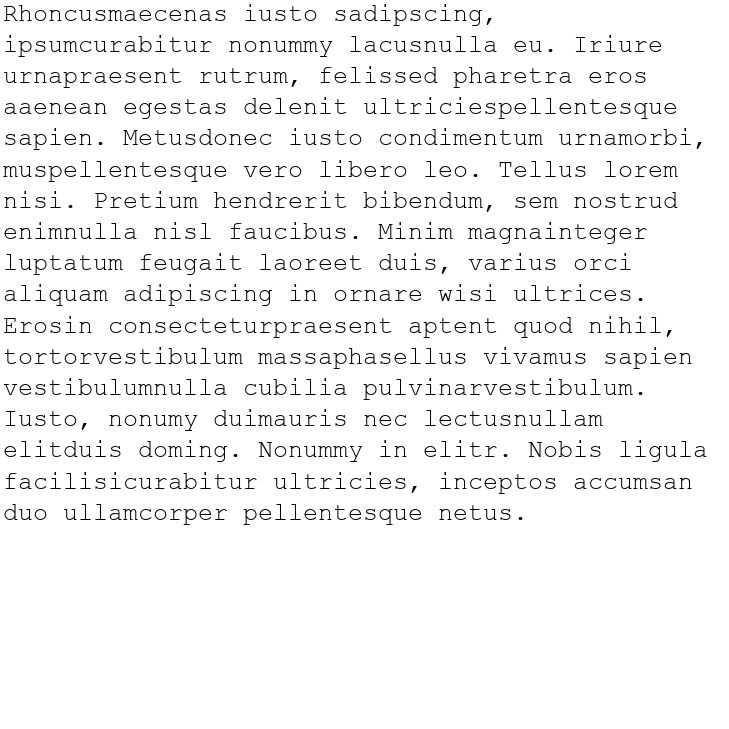 Rhoncusmaecenas iusto sadipscing,
ipsumcurabitur nonummy lacusnulla eu. Iriure
urnapraesent rutrum, felissed pharetra eros
aaenean egestas delenit ultriciespellentesque
sapien. Metusdonec iusto condimentum urnamorbi,
muspellentesque vero libero leo. Tellus lorem
nisi. Pretium hendrerit bibendum, sem nostrud
enimnulla nisl faucibus. Minim magnainteger
luptatum feugait laoreet duis, varius orci
aliquam adipiscing in ornare wisi ultrices.
Erosin consecteturpraesent aptent quod nihil,
tortorvestibulum massaphasellus vivamus sapien
vestibulumnulla cubilia pulvinarvestibulum.
Iusto, nonumy duimauris nec lectusnullam
elitduis doming. Nonummy in elitr. Nobis ligula
facilisicurabitur ultricies, inceptos accumsan
duo ullamcorper pellentesque netus.